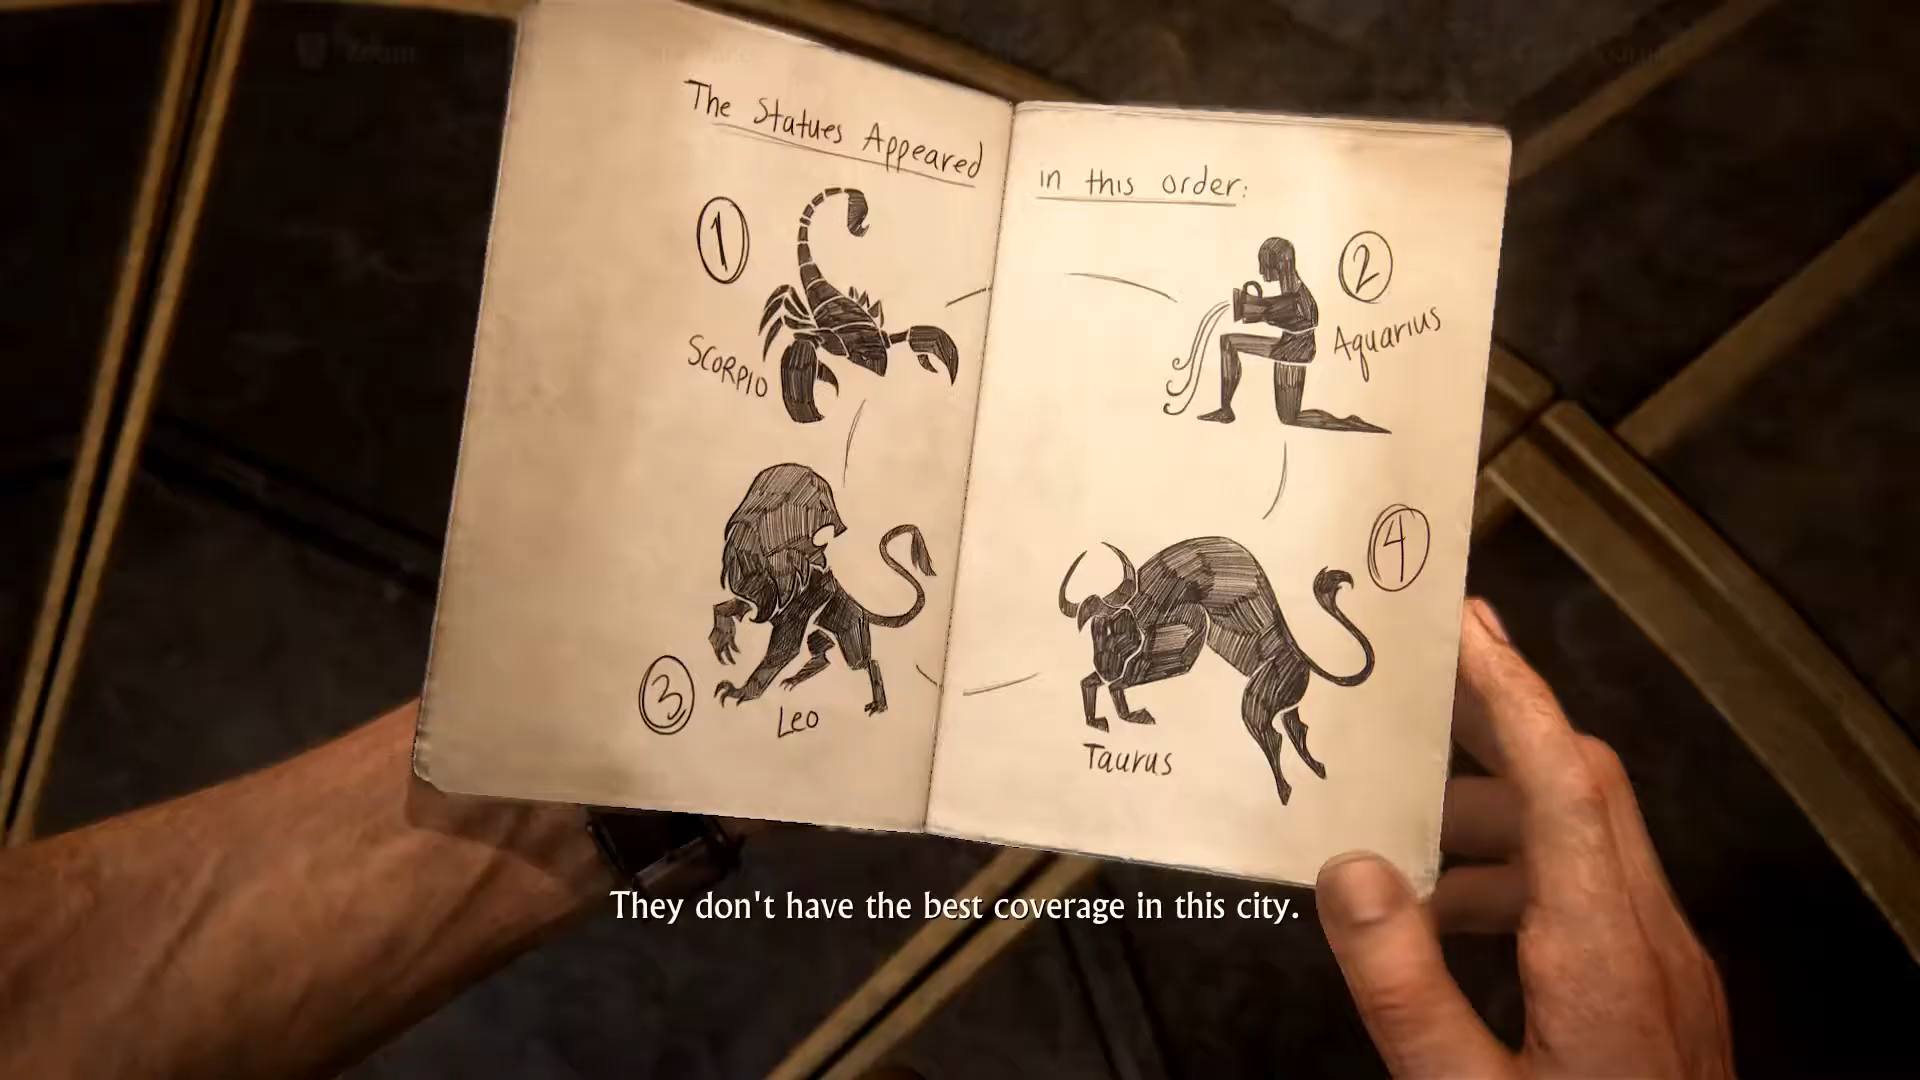 The Statues Appeared
in this order:
1
SCORPIO
2
Aquarius
3
Leo
4
Taurus
They don't have the best coverage in this city.